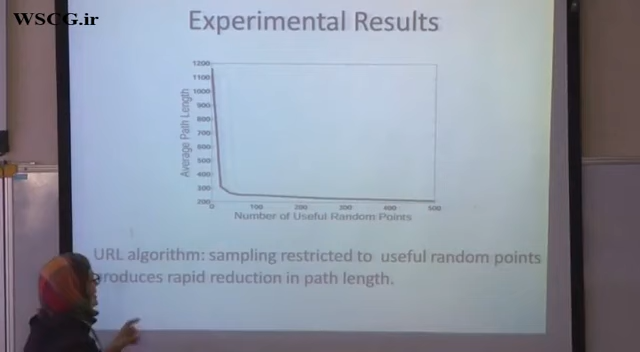 WSCG.ir
Experimental Results
1200
1100
1000
900
800
700
600
500
400
300
200
Average Path Length
0 100 200 300 400 500
Number of Useful Random Points
URL algorithm: sampling restricted to useful random points
produces rapid reduction in path length.